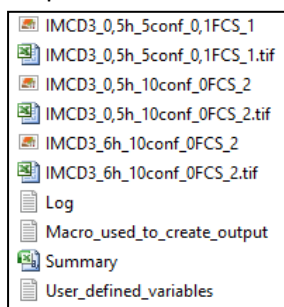 IMCD3_0,5h_5conf_0,1FCS_1
IMCD3_0,5h_5conf_0,1FCS_1.tif
IMCD3_0,5h_10conf_0FCS_2
IMCD3_0,5h_10conf_0FCS_2.tif
IMCD3_6h_10conf_0FCS_2
IMCD3_6h_10conf_0FCS_2.tif
Log
Macro_used_to_create_output
Summary
User_defined_variables